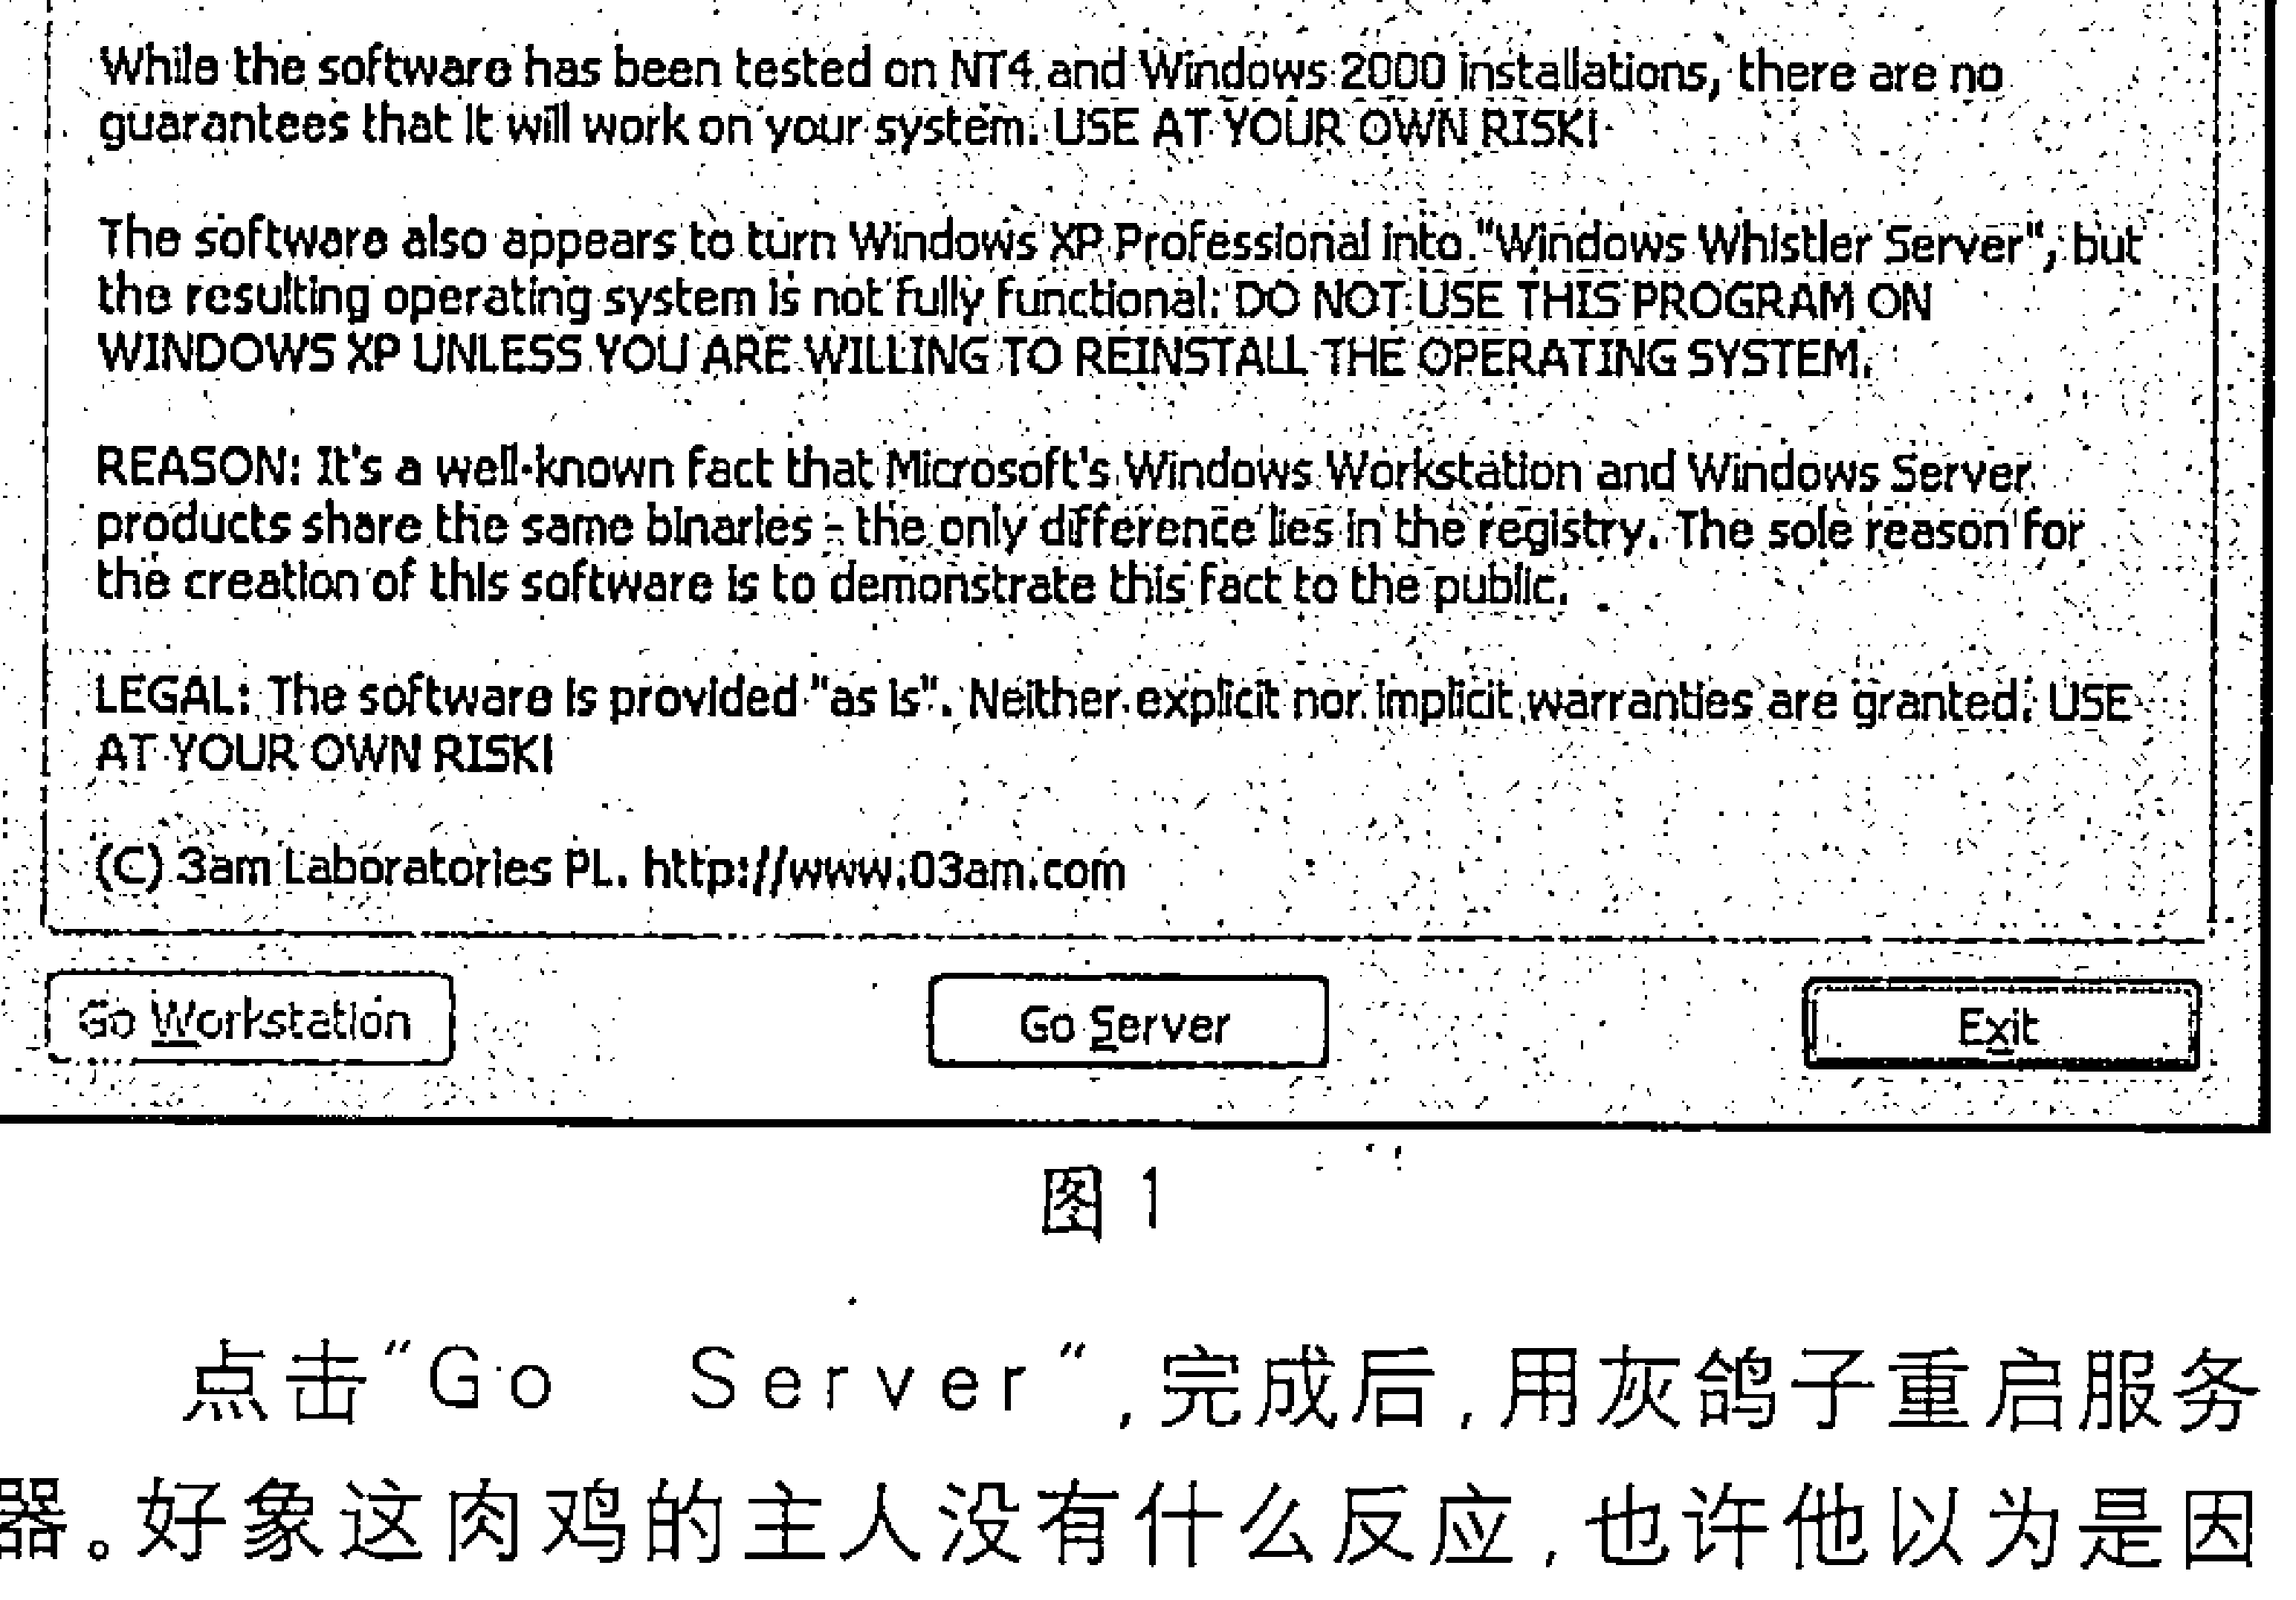 While the software has been tested on NT4 and Windows 2000 installations, there are no
guarantees that it will work on your system. USE AT YOUR OWN RISK!
The software also appears to turn Windows XP Professional into "Windows Whistler Server", but
the resulting operating system is not fully functional. DO NOT USE THIS PROGRAM ON
WINDOWS XP UNLESS YOU ARE WILLING TO REINSTALL THE OPERATING SYSTEM.
REASON: It's a well-known fact that Microsoft's Windows Workstation and Windows Server
products share the same binaries - the only difference lies in the registry. The sole reason for
the creation of this software is to demonstrate this fact to the public.
LEGAL: The software is provided "as is". Neither explicit nor implicit warranties are granted. USE
AT YOUR OWN RISK!
(C) 3am Laboratories PL. http://www.03am.com
Go Workstation Go Server Exit
图 1
点击"Go Server",完成后,用灰鸽子重启服务
器。好象这肉鸡的主人没有什么反应,也许他以为是因